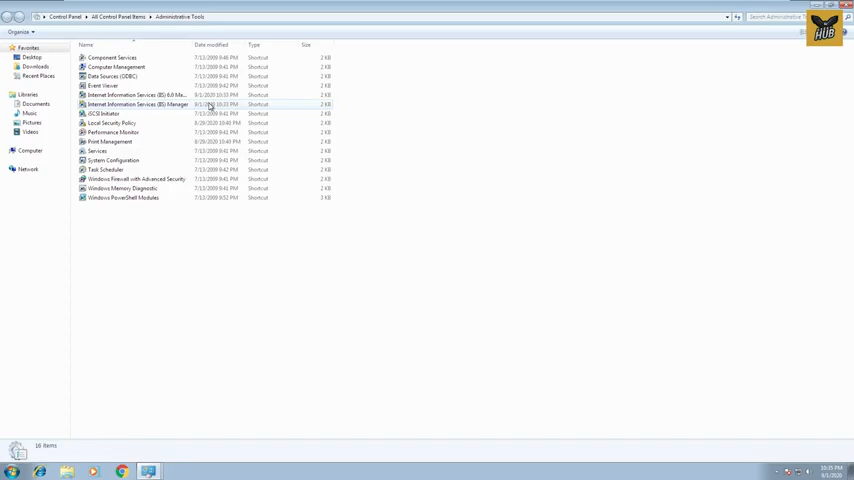 Control Panel ▸ All Control Panel Items ▸ Administrative Tools
Search Administrative T...
Organize
HUB
Name Date modified Type Size
Favorites
Desktop
Downloads
Recent Places
Libraries
Documents
Music
Pictures
Videos
Computer
Network
Component Services 7/13/2009 9:46 PM Shortcut 2 KB
Computer Management 7/13/2009 9:41 PM Shortcut 2 KB
Data Sources (ODBC) 7/13/2009 9:41 PM Shortcut 2 KB
Event Viewer 7/13/2009 9:42 PM Shortcut 2 KB
Internet Information Services (IIS) 6.0 Ma... 9/1/2020 10:33 PM Shortcut 2 KB
Internet Information Services (IIS) Manager 9/1/2020 10:33 PM Shortcut 2 KB
iSCSI Initiator 7/13/2009 9:41 PM Shortcut 2 KB
Local Security Policy 8/29/2020 10:40 PM Shortcut 2 KB
Performance Monitor 7/13/2009 9:41 PM Shortcut 2 KB
Print Management 8/29/2020 10:40 PM Shortcut 2 KB
Services 7/13/2009 9:41 PM Shortcut 2 KB
System Configuration 7/13/2009 9:41 PM Shortcut 2 KB
Task Scheduler 7/13/2009 9:42 PM Shortcut 2 KB
Windows Firewall with Advanced Security 7/13/2009 9:41 PM Shortcut 2 KB
Windows Memory Diagnostic 7/13/2009 9:41 PM Shortcut 2 KB
Windows PowerShell Modules 7/13/2009 9:52 PM Shortcut 3 KB
16 items
10:35 PM
9/1/2020